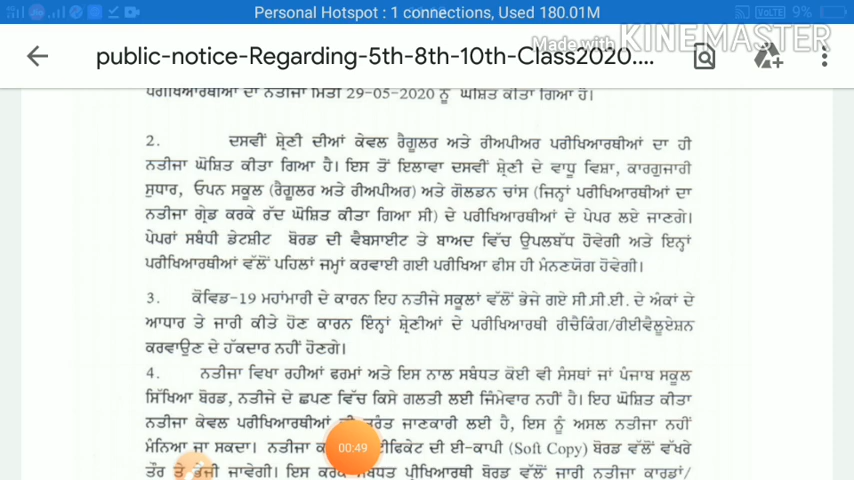 Personal Hotspot : 1 connections, Used 180.01M
VoLTE 9%
Made with KINEMASTER
public-notice-Regarding-5th-8th-10th-Class2020....
ਪਰੀਖਿਆਰਥੀਆਂ ਦਾ ਨਤੀਜਾ ਮਿਤੀ 29-05-2020 ਨੂੰ ਘੋਸ਼ਿਤ ਕੀਤਾ ਗਿਆ ਹੈ।
2. ਦਸਵੀਂ ਸ਼੍ਰੇਣੀ ਦੀਆਂ ਕੇਵਲ ਰੈਗੂਲਰ ਅਤੇ ਰੀਅਪੀਅਰ ਪਰੀਖਿਆਰਥੀਆਂ ਦਾ ਹੀ
ਨਤੀਜਾ ਘੋਸ਼ਿਤ ਕੀਤਾ ਗਿਆ ਹੈ। ਇਸ ਤੋਂ ਇਲਾਵਾ ਦਸਵੀਂ ਸ਼੍ਰੇਣੀ ਦੇ ਵਾਧੂ ਵਿਸ਼ਾ, ਕਾਰਗੁਜਾਰੀ
ਸੁਧਾਰ, ਓਪਨ ਸਕੂਲ (ਰੈਗੂਲਰ ਅਤੇ ਰੀਅਪੀਅਰ) ਅਤੇ ਗੋਲਡਨ ਚਾਂਸ (ਜਿਨ੍ਹਾਂ ਪਰੀਖਿਆਰਥੀਆਂ ਦਾ
ਨਤੀਜਾ ਗ੍ਰੇਡ ਕਰਕੇ ਰੱਦ ਘੋਸ਼ਿਤ ਕੀਤਾ ਗਿਆ ਸੀ) ਦੇ ਪਰੀਖਿਆਰਥੀਆਂ ਦੇ ਪੇਪਰ ਲਏ ਜਾਣਗੇ।
ਪੇਪਰਾਂ ਸਬੰਧੀ ਡੇਟਸ਼ੀਟ ਬੋਰਡ ਦੀ ਵੈਬਸਾਈਟ ਤੇ ਬਾਅਦ ਵਿੱਚ ਉਪਲਬੱਧ ਹੋਵੇਗੀ ਅਤੇ ਇਨ੍ਹਾਂ
ਪਰੀਖਿਆਰਥੀਆਂ ਵੱਲੋਂ ਪਹਿਲਾਂ ਜਮ੍ਹਾਂ ਕਰਵਾਈ ਗਈ ਪਰੀਖਿਆ ਫੀਸ ਹੀ ਮੰਨਣਯੋਗ ਹੋਵੇਗੀ।
3. ਕੋਵਿਡ-19 ਮਹਾਂਮਾਰੀ ਦੇ ਕਾਰਨ ਇਹ ਨਤੀਜੇ ਸਕੂਲਾਂ ਵੱਲੋਂ ਭੇਜੇ ਗਏ ਸੀ.ਸੀ.ਈ. ਦੇ ਅੰਕਾਂ ਦੇ
ਆਧਾਰ ਤੇ ਜਾਰੀ ਕੀਤੇ ਹੋਣ ਕਾਰਨ ਇੰਨ੍ਹਾਂ ਸ਼੍ਰੇਣੀਆਂ ਦੇ ਪਰੀਖਿਆਰਥੀ ਰੀਚੈਕਿੰਗ/ਰੀਈਵੈਲੂਏਸ਼ਨ
ਕਰਵਾਉਣ ਦੇ ਹੱਕਦਾਰ ਨਹੀਂ ਹੋਣਗੇ।
4. ਨਤੀਜਾ ਵਿਖਾ ਰਹੀਆਂ ਫਰਮਾਂ ਅਤੇ ਇਸ ਨਾਲ ਸਬੰਧਤ ਕੋਈ ਵੀ ਸੰਸਥਾਂ ਜਾਂ ਪੰਜਾਬ ਸਕੂਲ
ਸਿੱਖਿਆ ਬੋਰਡ, ਨਤੀਜੇ ਦੇ ਛਪਣ ਵਿੱਚ ਕਿਸੇ ਗਲਤੀ ਲਈ ਜਿੰਮੇਵਾਰ ਨਹੀਂ ਹੈ। ਇਹ ਘੋਸ਼ਿਤ ਕੀਤਾ
ਨਤੀਜਾ ਕੇਵਲ ਪਰੀਖਿਆਰਥੀਆਂ ਜਾਣਕਾਰੀ ਲਈ ਹੈ, ਇਸ ਨੂੰ ਅਸਲ ਨਤੀਜਾ ਨਹੀਂ
ਮੰਨਿਆ ਜਾ ਸਕਦਾ। ਨਤੀਜਾ 00:49 ਦੀ ਈ-ਕਾਪੀ (Soft Copy) ਬੋਰਡ ਵੱਲੋਂ ਵੱਖਰੇ
ਤੌਰ ਤੇ ਭੇਜੀ ਜਾਵੇਗੀ। ਇਸ ਬੋਰਡ ਵੱਲੋਂ ਜਾਰੀ ਨਤੀਜਾ ਕਾਰਡਾਂ/